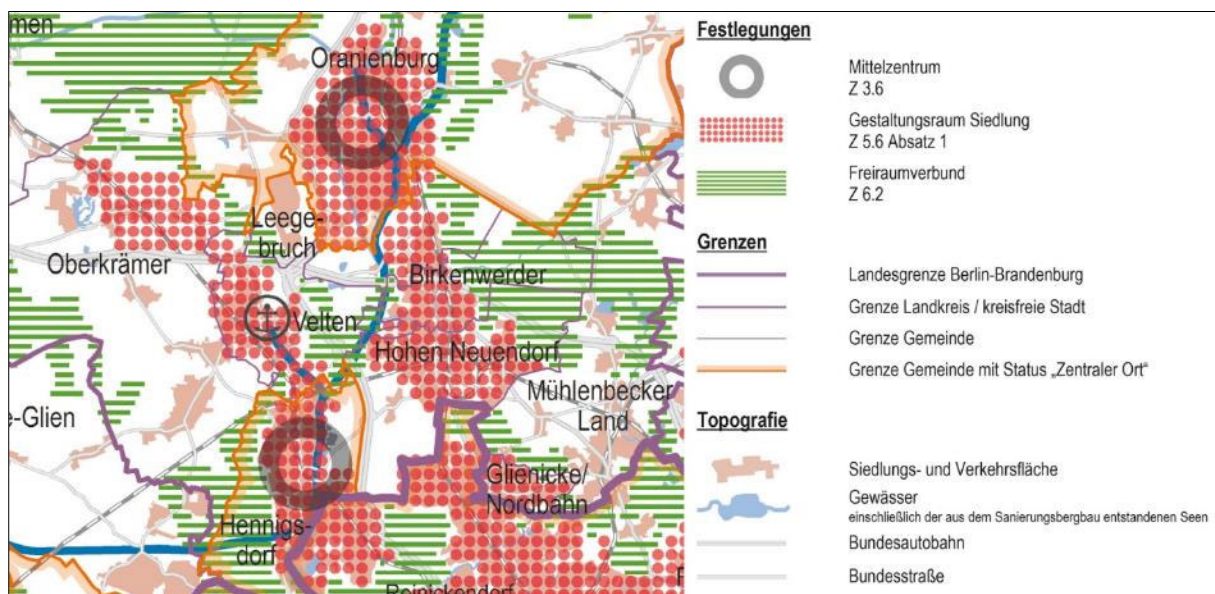 men
Oranienburg
Leege-
bruch
Oberkrämer
Birkenwerder
Velten
Hohen Neuendorf
Mühlenbecker
Land
e-Glien
Glienicke/
Nordbahn
Hennigs-
dorf
Reinickendorf
Festlegungen
Mittelzentrum
Z 3.6
Gestaltungsraum Siedlung
Z 5.6 Absatz 1
Freiraumverbund
Z 6.2
Grenzen
Landesgrenze Berlin-Brandenburg
Grenze Landkreis / kreisfreie Stadt
Grenze Gemeinde
Grenze Gemeinde mit Status „Zentraler Ort“
Topografie
Siedlungs- und Verkehrsfläche
Gewässer
einschließlich der aus dem Sanierungsbergbau entstandenen Seen
Bundesautobahn
Bundesstraße